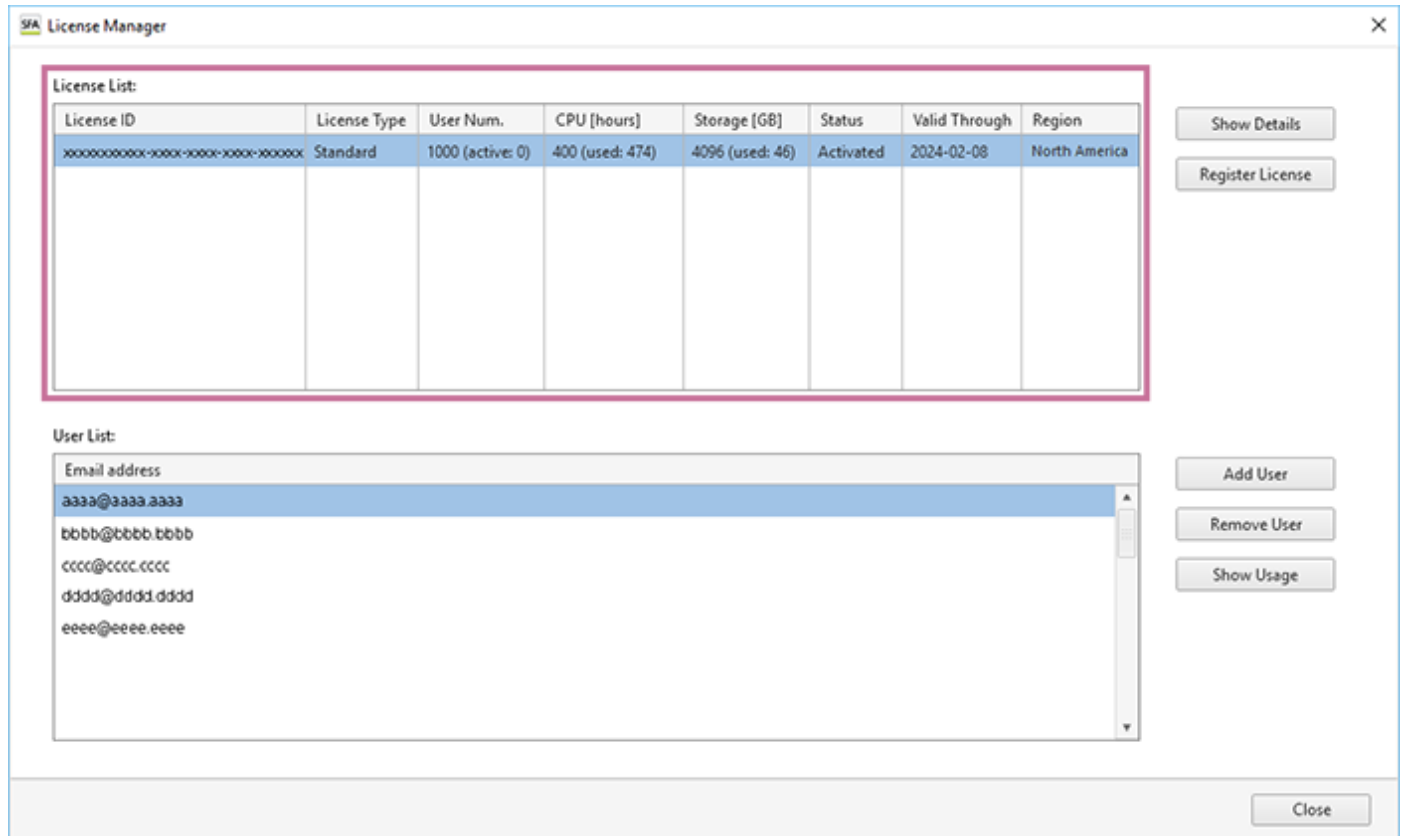 SFA License Manager
License List:
License ID License Type User Num. CPU [hours] Storage [GB] Status Valid Through Region
xxxxxxxxxxx-xxxx-xxxx-xxxx-xxxxxx Standard 1000 (active: 0) 400 (used: 474) 4096 (used: 46) Activated 2024-02-08 North America
Show Details
Register License
User List:
Email address
aaaa@aaaa.aaaa
bbbb@bbbb.bbbb
cccc@cccc.cccc
dddd@dddd.dddd
eeee@eeee.eeee
Add User
Remove User
Show Usage
Close